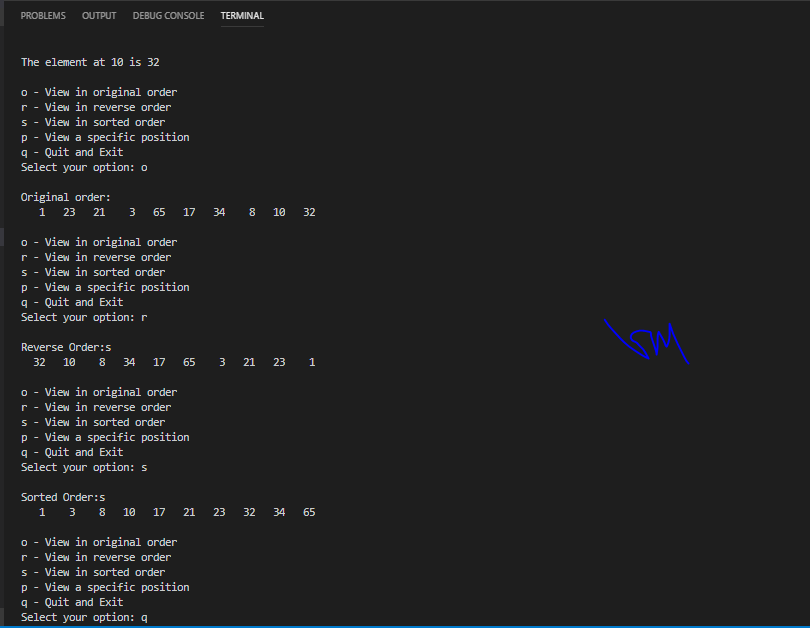 PROBLEMS OUTPUT DEBUG CONSOLE TERMINAL
The element at 10 is 32
o - View in original order
r - View in reverse order
s - View in sorted order
p - View a specific position
q - Quit and Exit
Select your option: o
Original order:
1 23 21 3 65 17 34 8 10 32
o - View in original order
r - View in reverse order
s - View in sorted order
p - View a specific position
q - Quit and Exit
Select your option: r
Reverse Order:s
32 10 8 34 17 65 3 21 23 1
o - View in original order
r - View in reverse order
s - View in sorted order
p - View a specific position
q - Quit and Exit
Select your option: s
Sorted Order:s
1 3 8 10 17 21 23 32 34 65
o - View in original order
r - View in reverse order
s - View in sorted order
p - View a specific position
q - Quit and Exit
Select your option: q